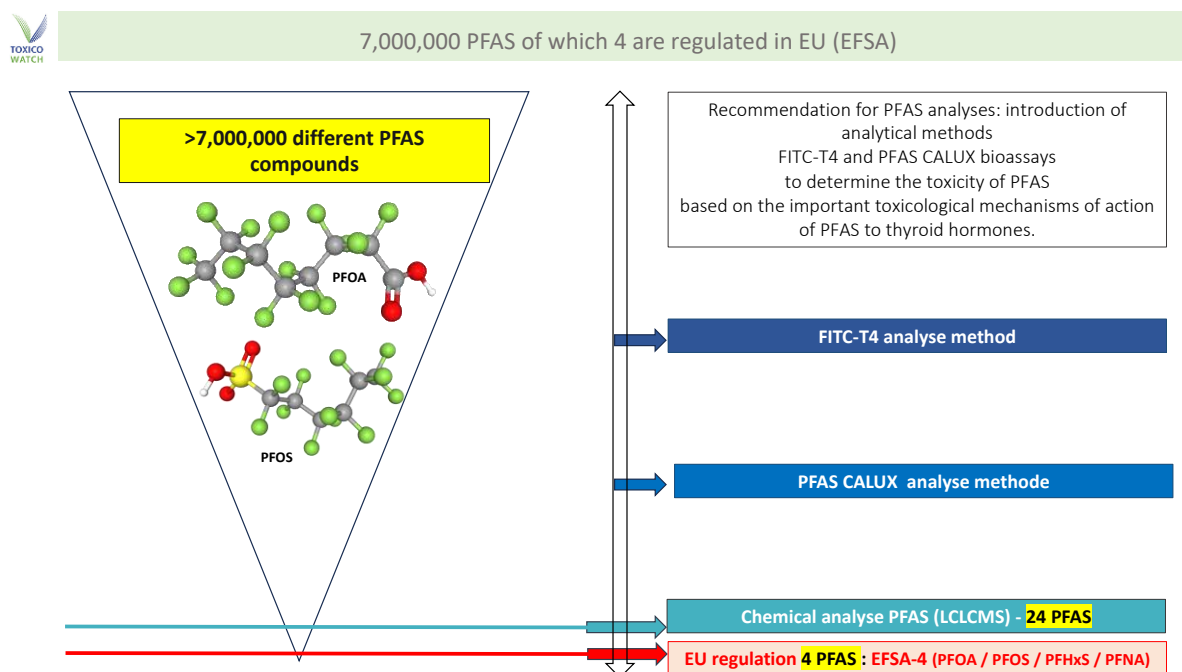 TOXICO
WATCH
7,000,000 PFAS of which 4 are regulated in EU (EFSA)
>7,000,000 different PFAS
compounds
PFOA
PFOS
Recommendation for PFAS analyses: introduction of
analytical methods
FITC-T4 and PFAS CALUX bioassays
to determine the toxicity of PFAS
based on the important toxicological mechanisms of action
of PFAS to thyroid hormones.
FITC-T4 analyse method
PFAS CALUX analyse methode
Chemical analyse PFAS (LCLCMS) - 24 PFAS
EU regulation 4 PFAS : EFSA-4 (PFOA / PFOS / PFHxS / PFNA)